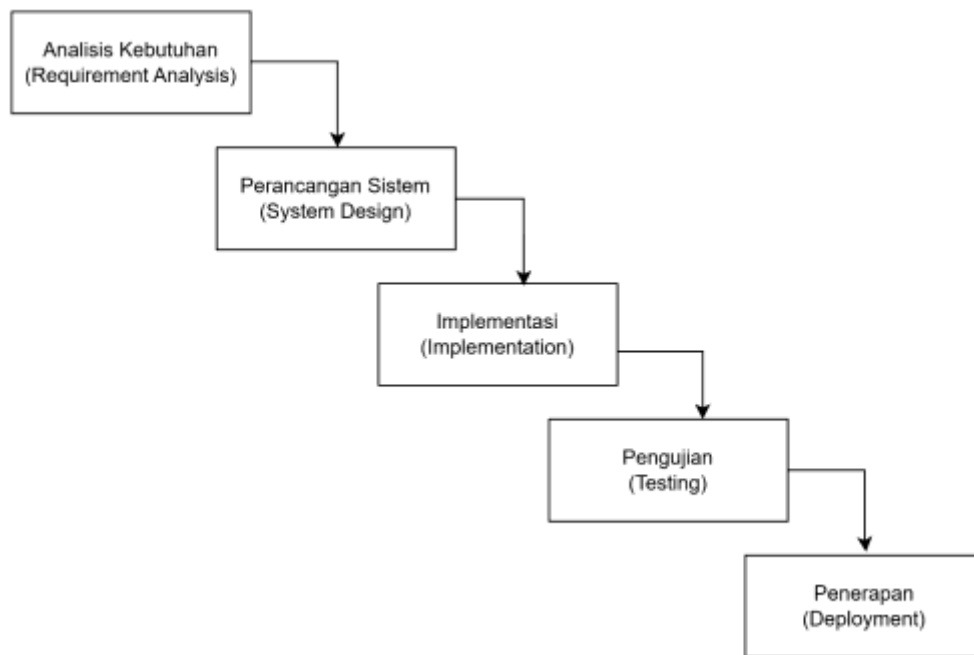 Analisis Kebutuhan
(Requirement Analysis)
Perancangan Sistem
(System Design)
Implementasi
(Implementation)
Pengujian
(Testing)
Penerapan
(Deployment)